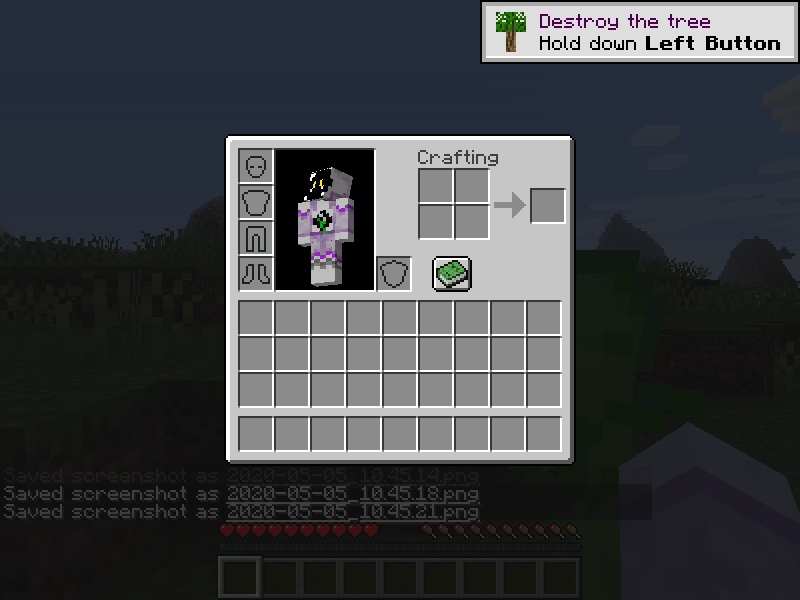 Destroy the tree
Hold down Left Button
Crafting
Saved screenshot as 2020-05-05_10.45.14.png
Saved screenshot as 2020-05-05_10.45.18.png
Saved screenshot as 2020-05-05_10.45.21.png